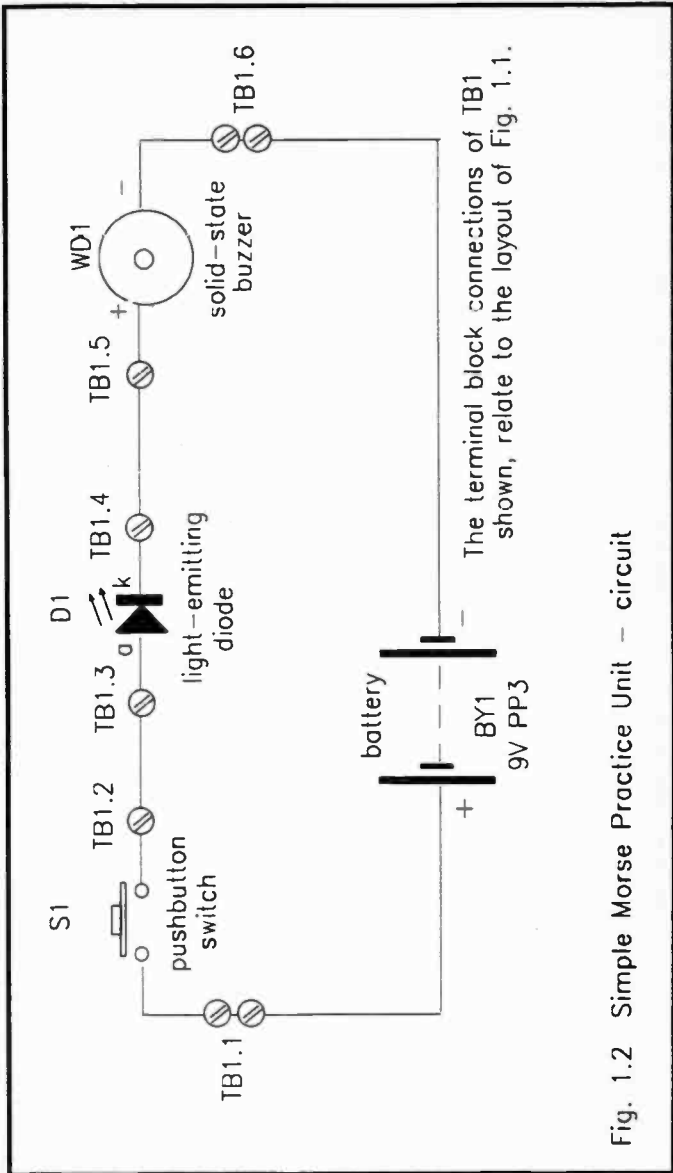 S1
pushbutton
switch
TB1.1
TB1.2
TB1.3
D1
a
k
light-emitting
diode
TB1.4
TB1.5
WD1
+
-
solid-state
buzzer
TB1.6
battery
+
-
BY1
9V PP3
The terminal block connections of TB1
shown, relate to the layout of Fig. 1.1.
Fig. 1.2 Simple Morse Practice Unit - circuit